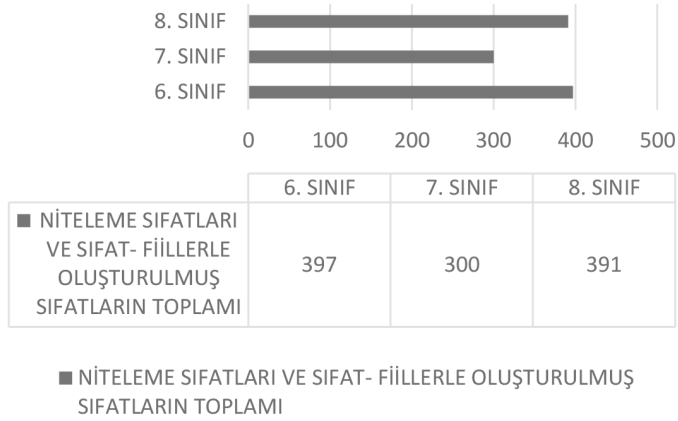 8. SINIF
7. SINIF
6. SINIF
0 100 200 300 400 500
6. SINIF 7. SINIF 8. SINIF
NİTELEME SIFATLARI
VE SIFAT- FİİLLERLE
OLUŞTURULMUŞ
SIFATLARIN TOPLAMI
397 300 391
NİTELEME SIFATLARI VE SIFAT- FİİLLERLE OLUŞTURULMUŞ
SIFATLARIN TOPLAMI